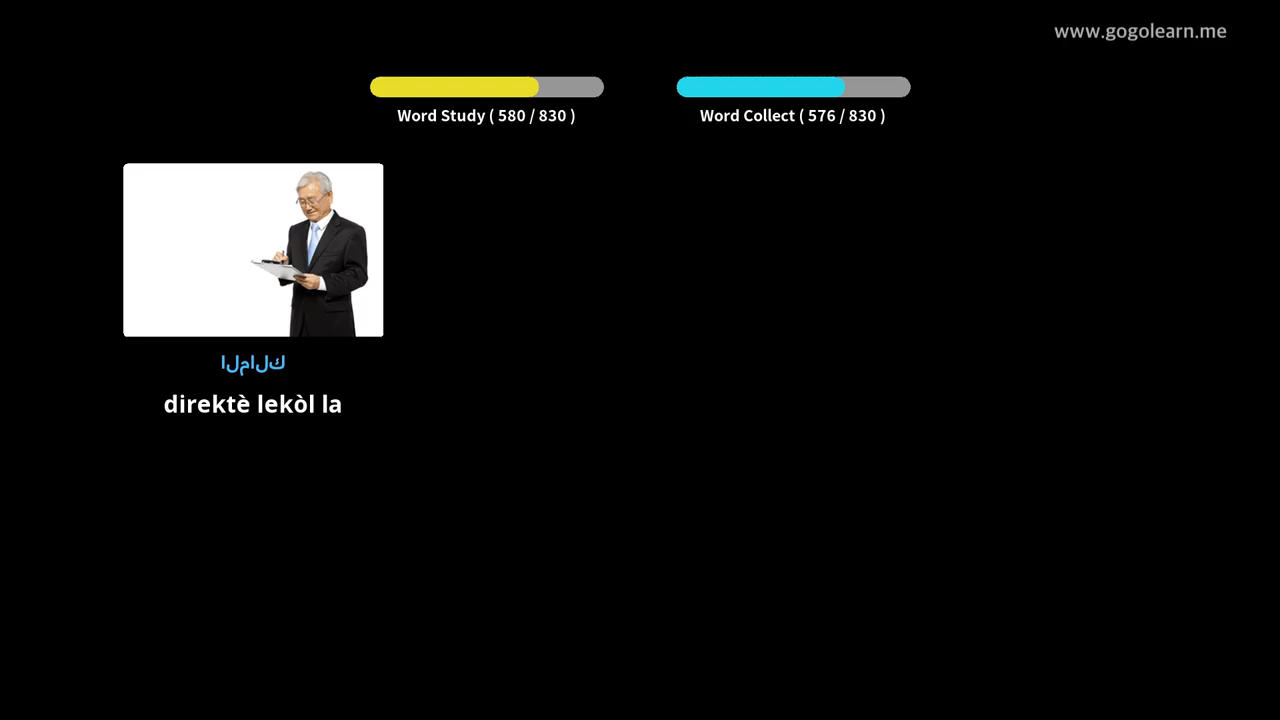 www.gogolearn.me
Word Study ( 580 / 830 )
Word Collect ( 576 / 830 )
المالك
direktè lekòl la